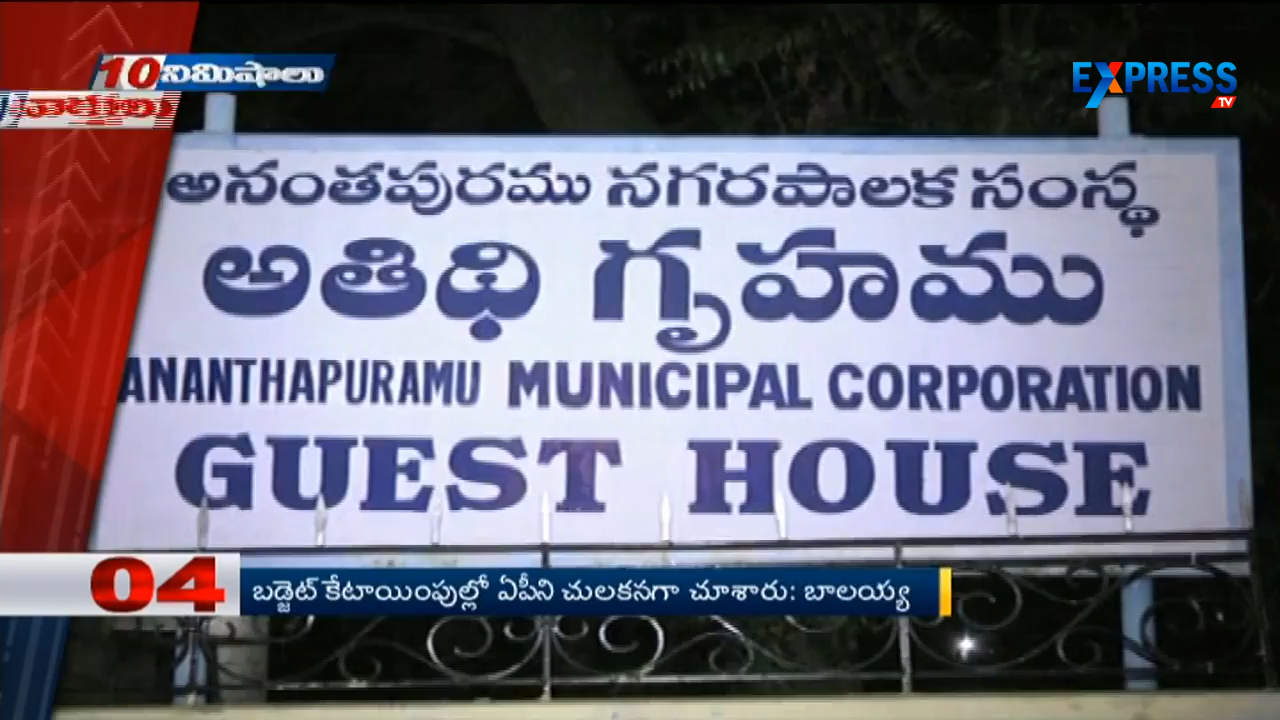 10 నిమిషాలు
వార్తలు
EXPRESS
TV
అనంతపురము నగరపాలక సంస్థ
అతిధి గృహము
ANANTHAPURAMU MUNICIPAL CORPORATION
GUEST HOUSE
04
బడ్జెట్ కేటాయింపుల్లో ఏపీని చులకనగా చూశారు: బాలయ్య